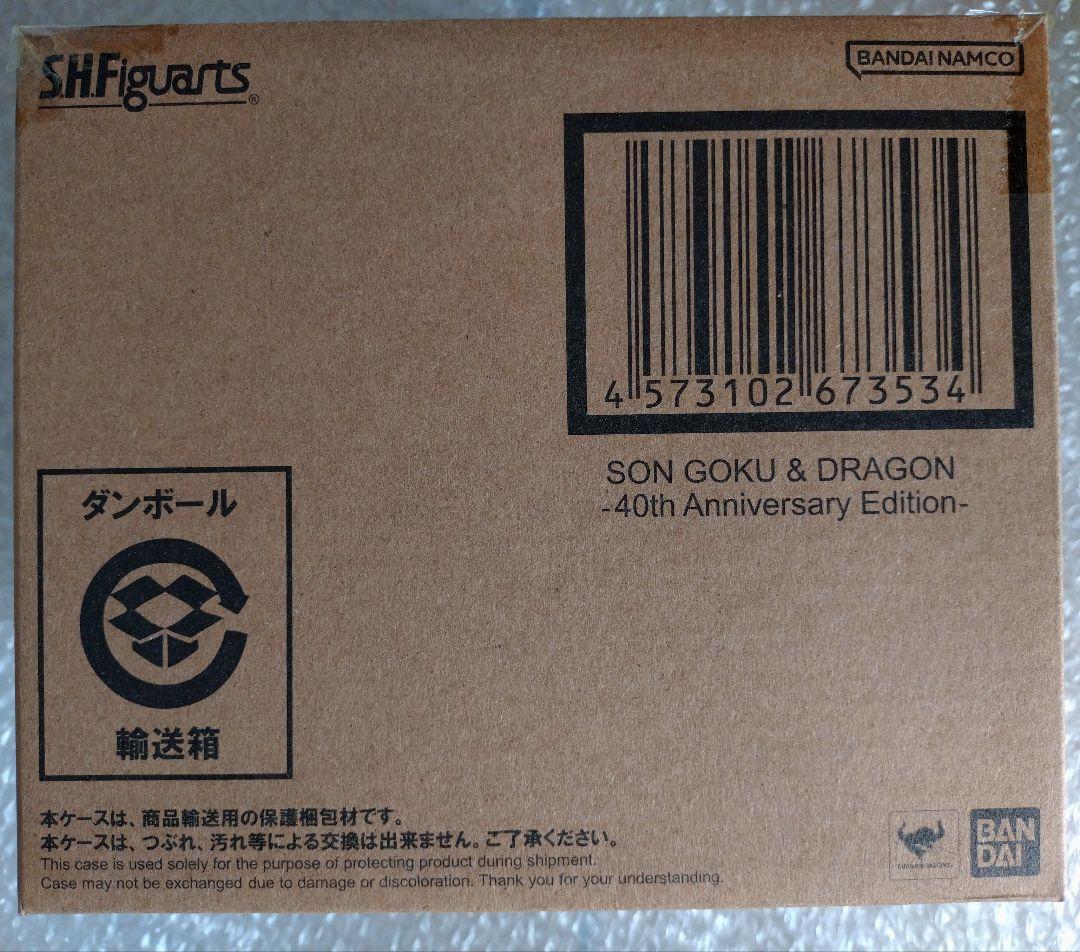 S.H.Figuarts®
BANDAI NAMCO
4 573102 673534
SON GOKU & DRAGON
-40th Anniversary Edition-
ダンボール
輸送箱
本ケースは、商品輸送用の保護梱包材です。
本ケースは、つぶれ、汚れ等による交換は出来ません。ご了承ください。
This case is used solely for the purpose of protecting product during shipment.
Case may not be exchanged due to damage or discoloration. Thank you for your understanding.
BAN
DAI